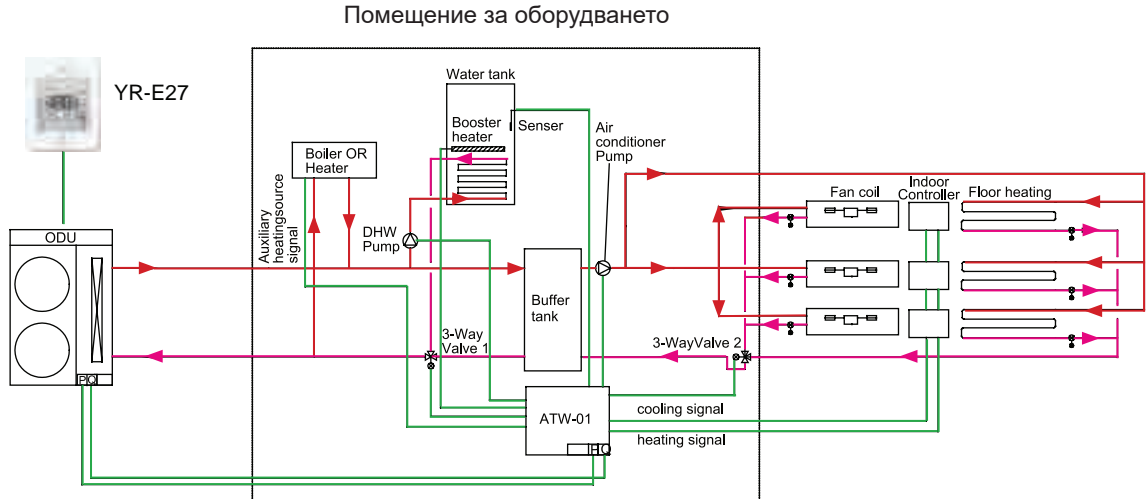 Помещение за оборудването
YR-E27
Water tank
Booster
heater
Senser
Air
conditioner
Pump
Boiler OR
Heater
Auxiliary
heatingsource
signal
DHW
Pump
Buffer
tank
3-Way
Valve 1
3-WayValve 2
Fan coil
Indoor
Controller
Floor heating
ODU
P Q
ATW-01
P Q
cooling signal
heating signal